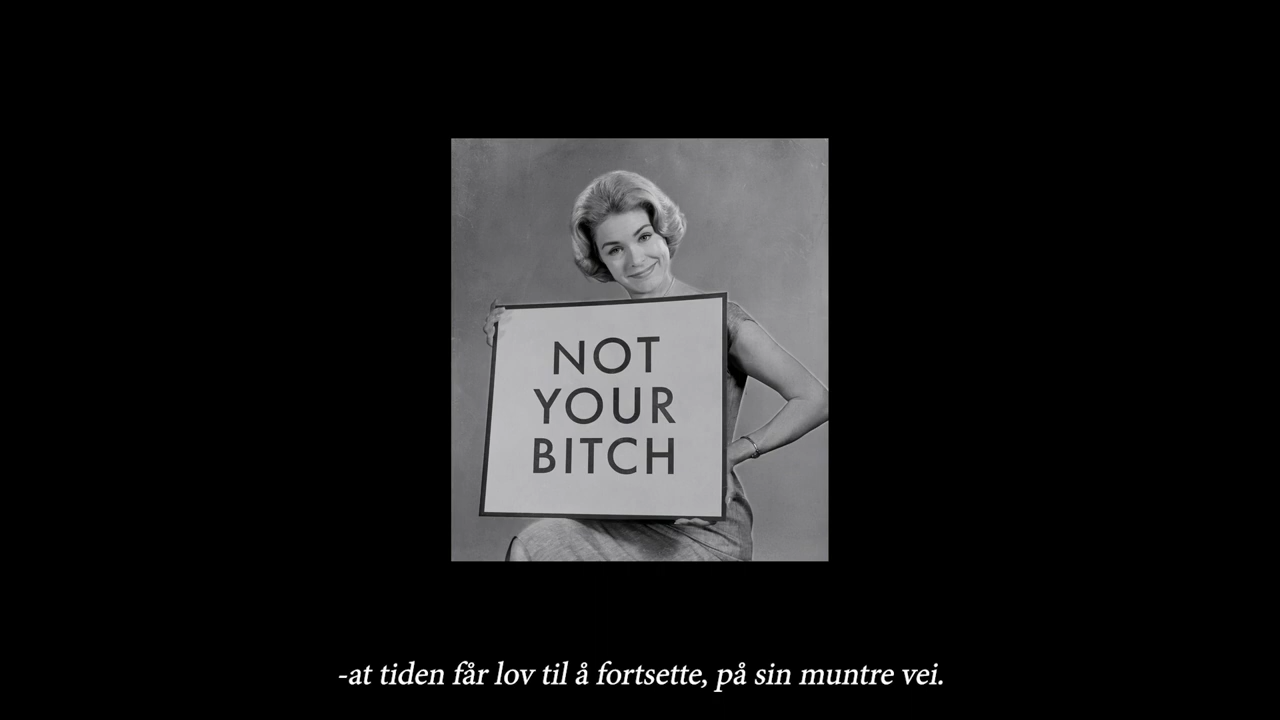 NOT
YOUR
BITCH
-at tiden får lov til å fortsette, på sin muntre vei.